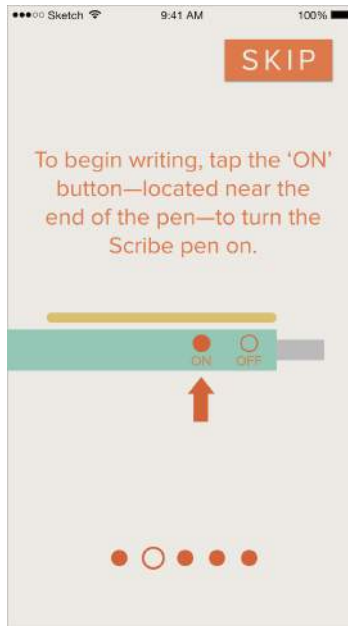 Sketch 9:41 AM 100%
SKIP
To begin writing, tap the ‘ON’
button—located near the
end of the pen—to turn the
Scribe pen on.
ON OFF